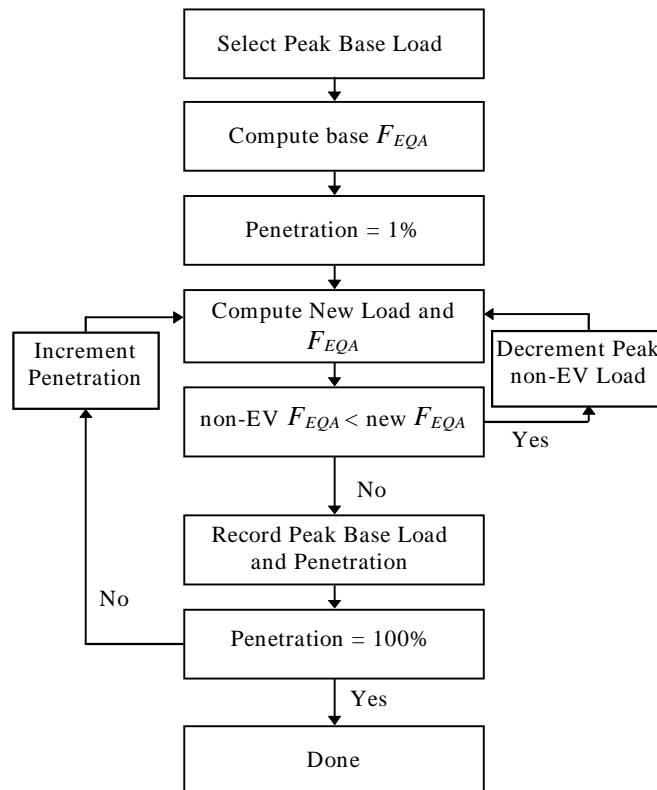 Select Peak Base Load
Compute base F_EQA
Penetration = 1%
Compute New Load and
F_EQA
Increment
Penetration
Decrement Peak
non-EV Load
non-EV F_EQA < new F_EQA
Yes
No
Record Peak Base Load
and Penetration
No
Penetration = 100%
Yes
Done